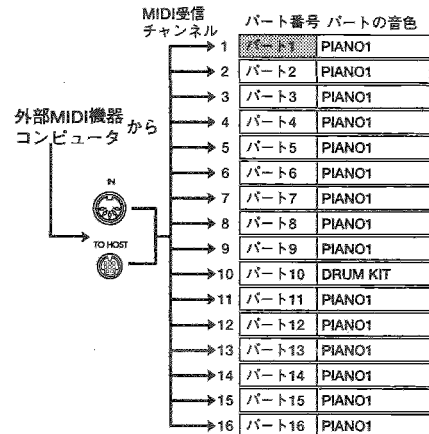 MIDI受信
チャンネル
パート番号 パートの音色
1 パート1 PIANO1
2 パート2 PIANO1
3 パート3 PIANO1
外部MIDI機器
コンピュータ から
4 パート4 PIANO1
5 パート5 PIANO1
6 パート6 PIANO1
IN
7 パート7 PIANO1
8 パート8 PIANO1
TO HOST
9 パート9 PIANO1
10 パート10 DRUM KIT
11 パート11 PIANO1
12 パート12 PIANO1
13 パート13 PIANO1
14 パート14 PIANO1
15 パート15 PIANO1
16 パート16 PIANO1